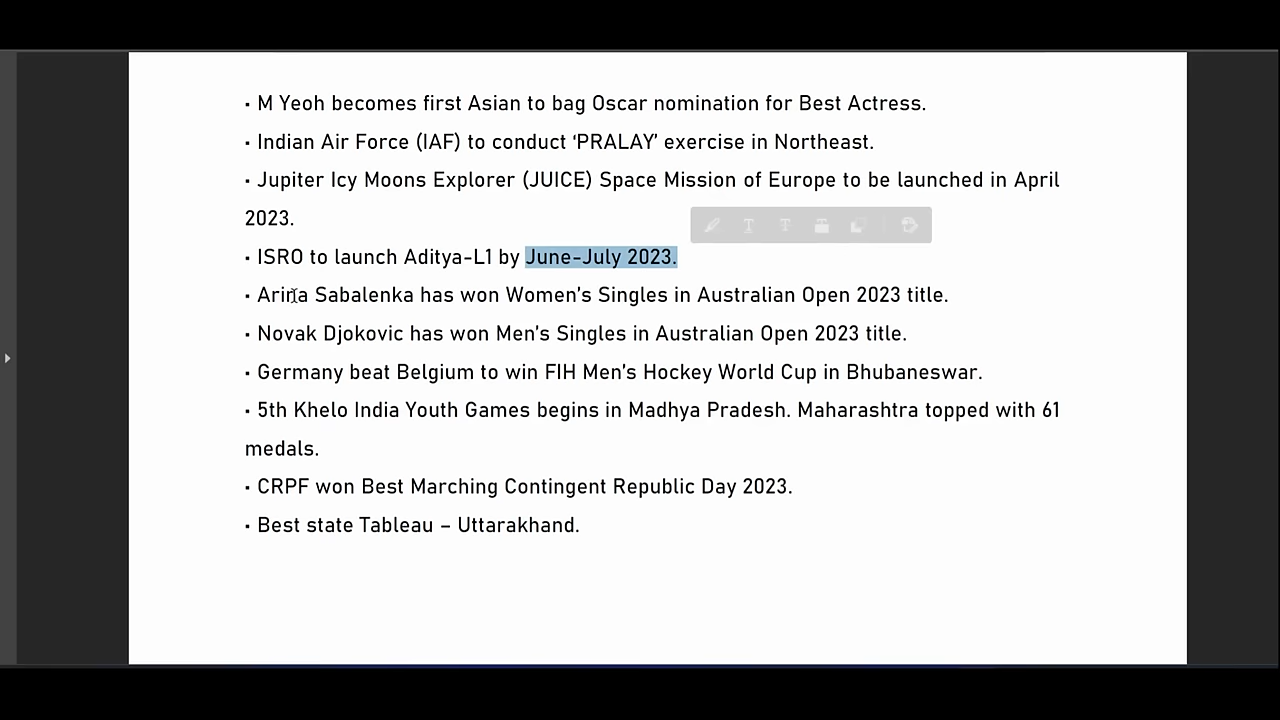 ▪ M Yeoh becomes first Asian to bag Oscar nomination for Best Actress.
▪ Indian Air Force (IAF) to conduct ‘PRALAY’ exercise in Northeast.
▪ Jupiter Icy Moons Explorer (JUICE) Space Mission of Europe to be launched in April
2023.
▪ ISRO to launch Aditya-L1 by June-July 2023.
▪ Arina Sabalenka has won Women’s Singles in Australian Open 2023 title.
▪ Novak Djokovic has won Men’s Singles in Australian Open 2023 title.
▪ Germany beat Belgium to win FIH Men’s Hockey World Cup in Bhubaneswar.
▪ 5th Khelo India Youth Games begins in Madhya Pradesh. Maharashtra topped with 61
medals.
▪ CRPF won Best Marching Contingent Republic Day 2023.
▪ Best state Tableau – Uttarakhand.